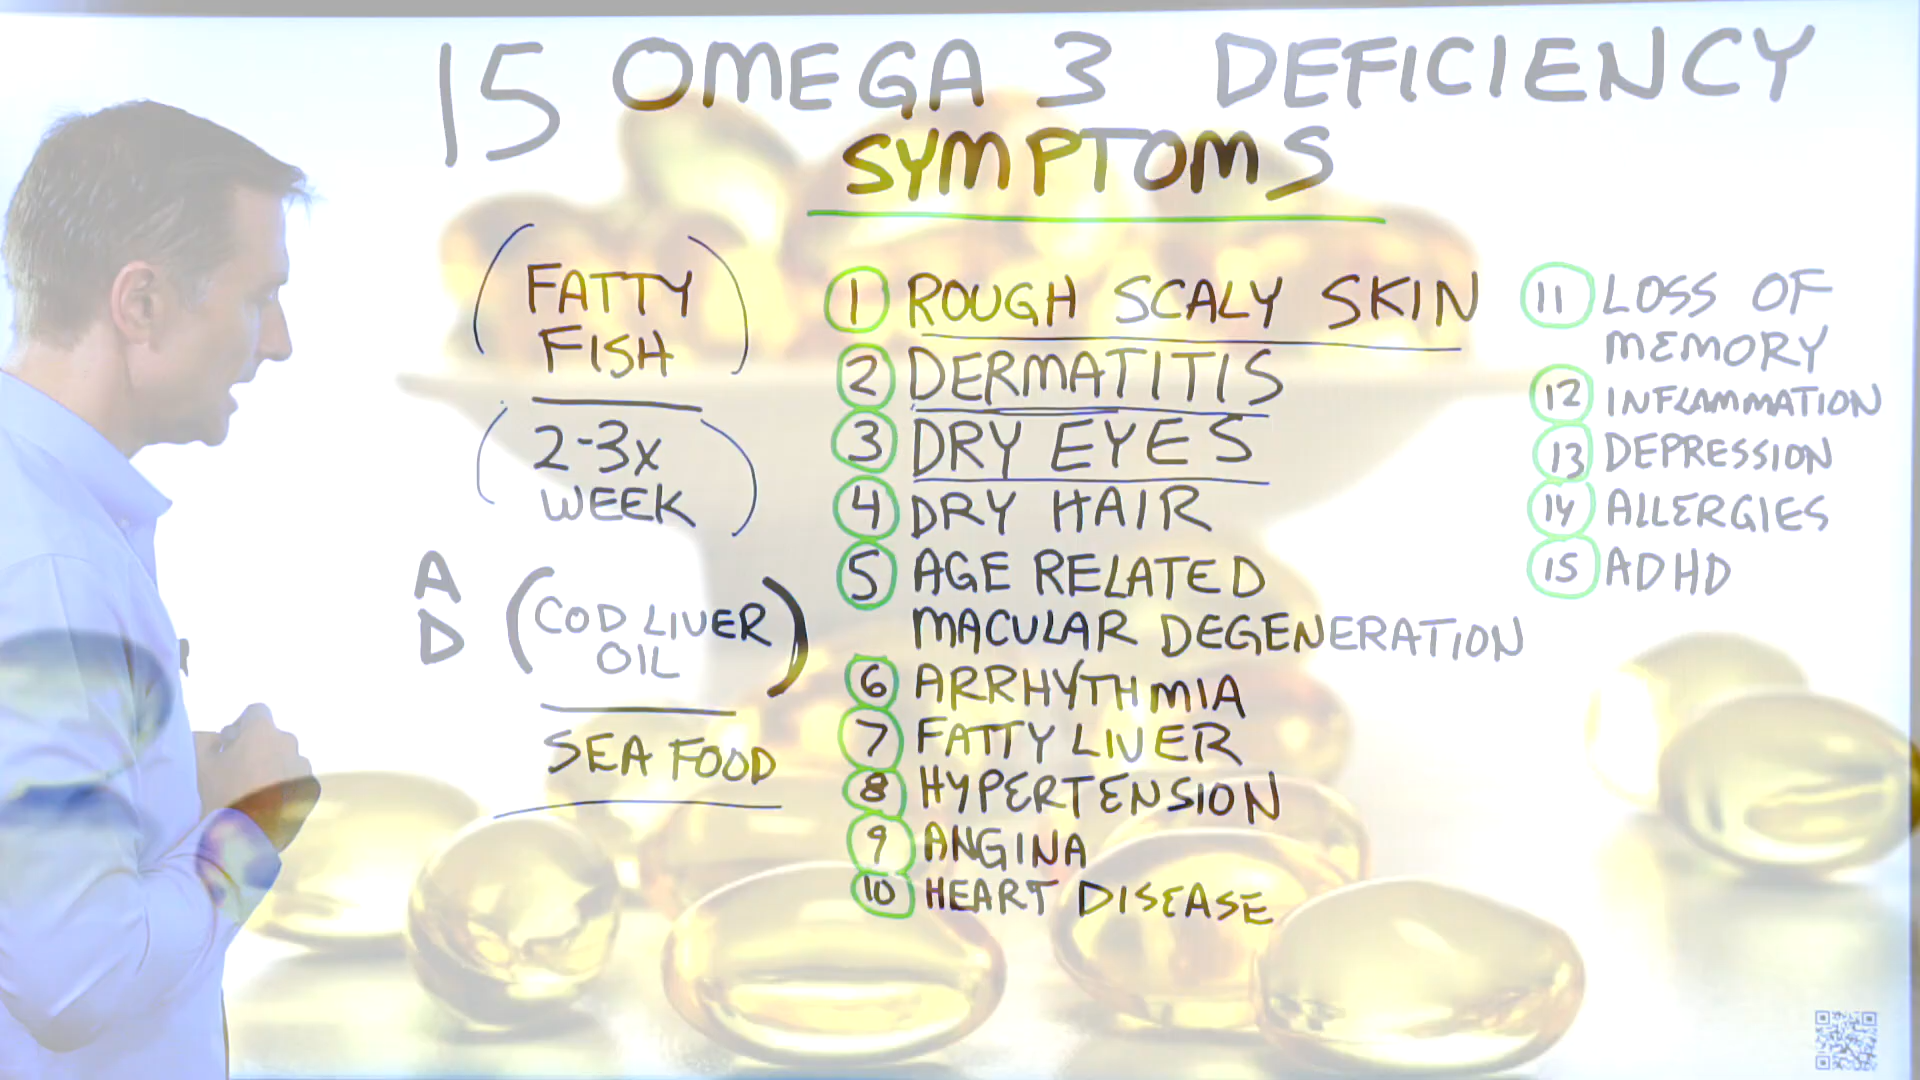 15 OMEGA 3 DEFICIENCY
SYMPTOMS
(FATTY
FISH)
(2-3x
WEEK)
A
D
(COD LIVER
OIL)
SEA FOOD
1 ROUGH SCALY SKIN
2 DERMATITIS
3 DRY EYES
4 DRY HAIR
5 AGE RELATED
MACULAR DEGENERATION
6 ARRHYTHMIA
7 FATTY LIVER
8 HYPERTENSION
9 ANGINA
10 HEART DISEASE
11 LOSS OF
MEMORY
12 INFLAMMATION
13 DEPRESSION
14 ALLERGIES
15 ADHD